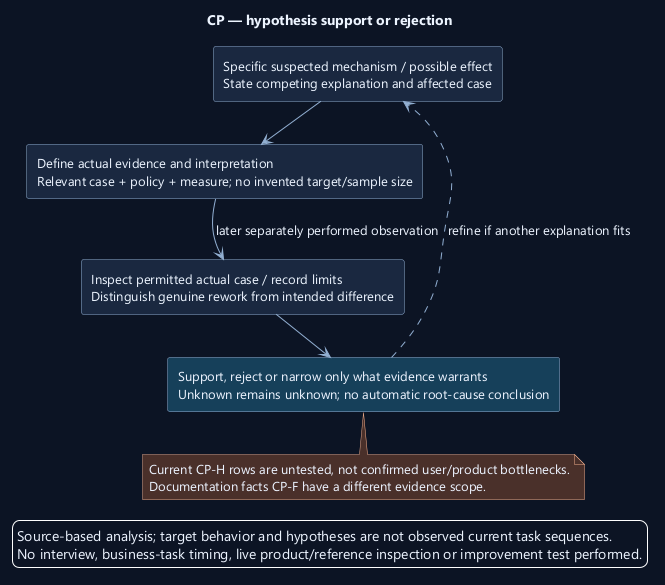 CP — hypothesis support or rejection
Specific suspected mechanism / possible effect
State competing explanation and affected case
Define actual evidence and interpretation
Relevant case + policy + measure; no invented target/sample size
later separately performed observation
refine if another explanation fits
Inspect permitted actual case / record limits
Distinguish genuine rework from intended difference
Support, reject or narrow only what evidence warrants
Unknown remains unknown; no automatic root-cause conclusion
Current CP-H rows are untested, not confirmed user/product bottlenecks.
Documentation facts CP-F have a different evidence scope.
Source-based analysis; target behavior and hypotheses are not observed current task sequences.
No interview, business-task timing, live product/reference inspection or improvement test performed.